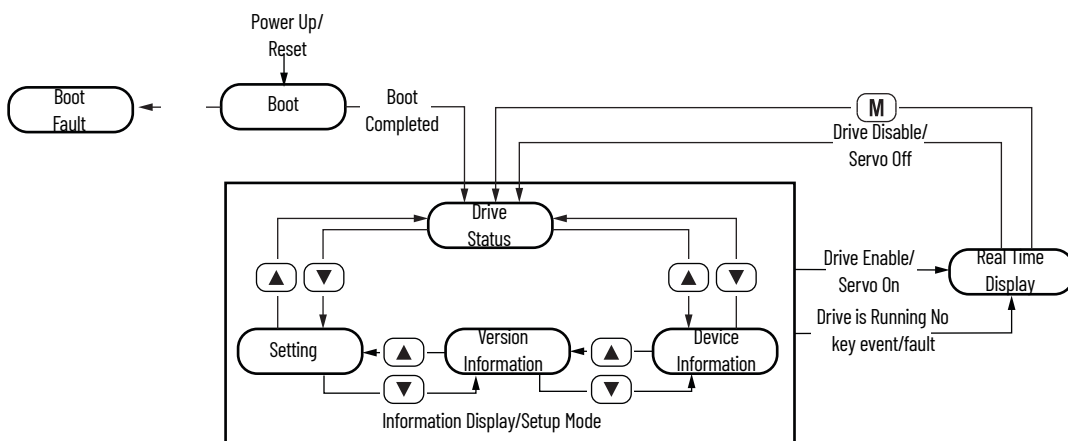 Power Up/
Reset
Boot
Fault
Boot
Boot
Completed
M
Drive Disable/
Servo Off
Drive
Status
Drive Enable/
Servo On
Real Time
Display
Drive is Running No
key event/fault
Setting
Version
Information
Device
Information
Information Display/Setup Mode